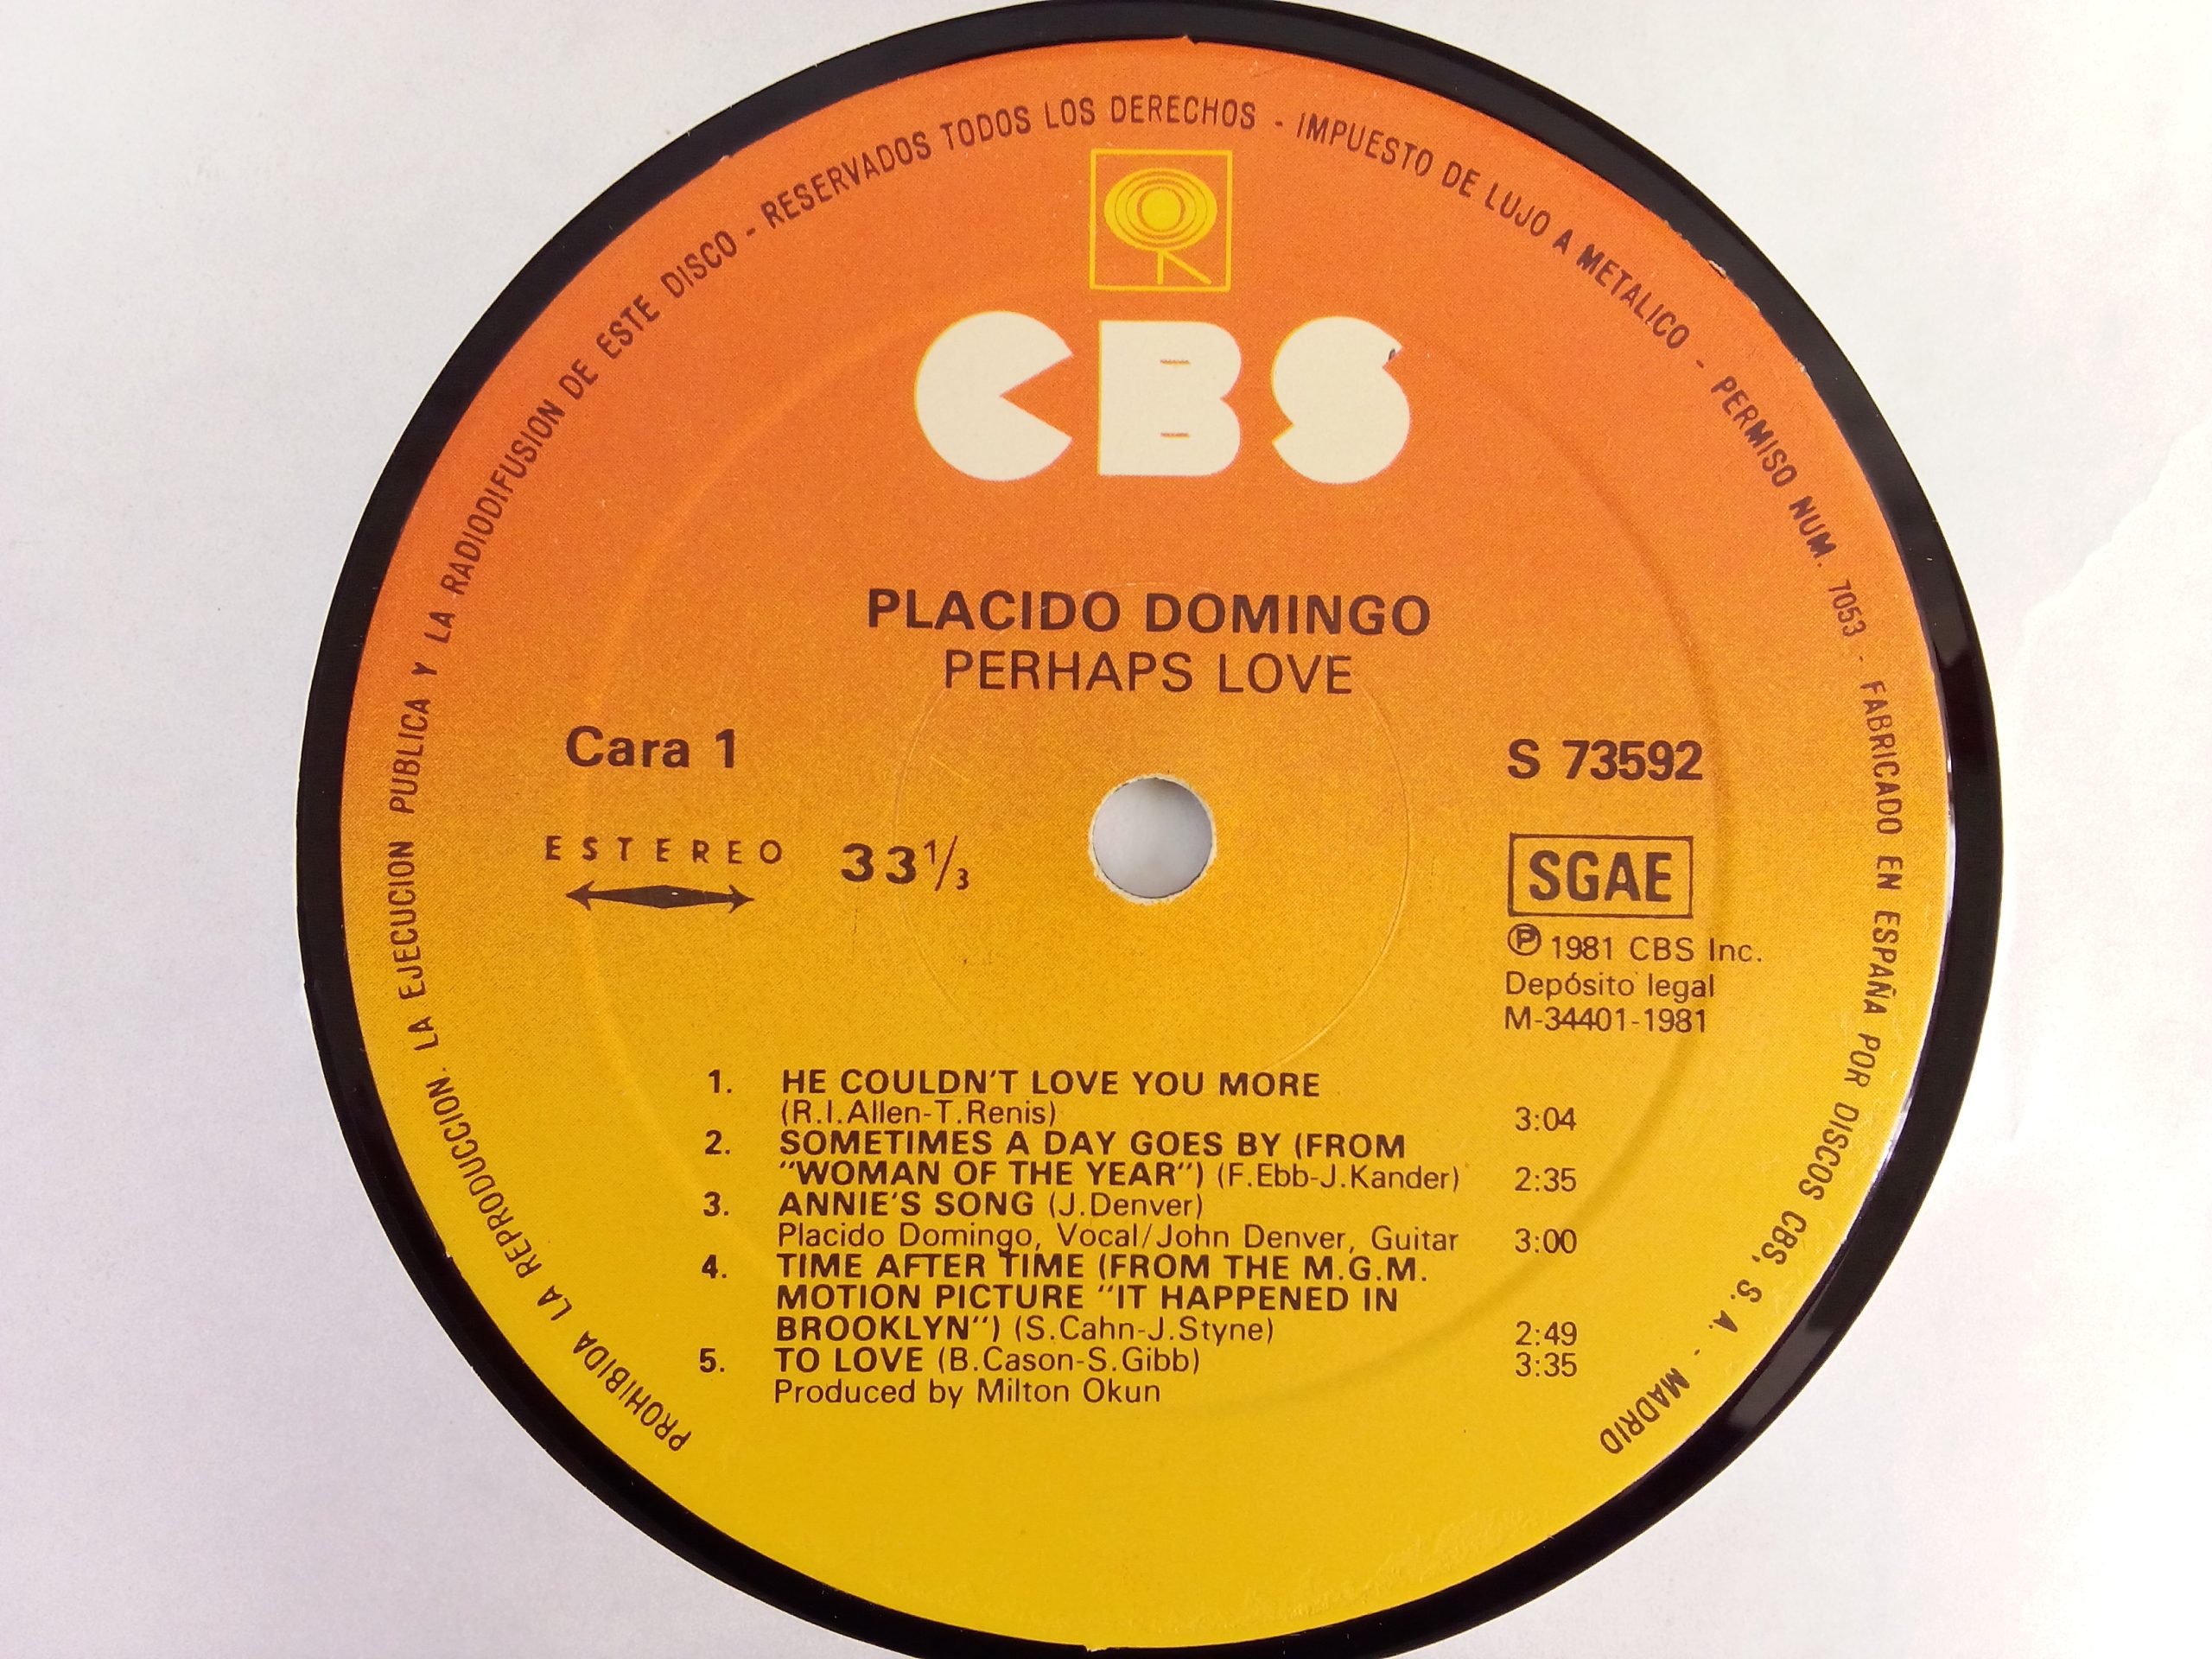 PROHIBIDA LA REPRODUCCION. LA EJECUCION PUBLICA Y LA RADIODIFUSION DE ESTE DISCO - RESERVADOS TODOS LOS DERECHOS - IMPUESTO DE LUJO A METALICO - PERMISO NUM. 7053 - FABRICADO EN ESPAÑA POR DISCOS CBS, S. A. - MADRID
CBS
PLACIDO DOMINGO
PERHAPS LOVE
Cara 1
S 73592
ESTEREO 33 1/3
SGAE
Ⓟ 1981 CBS Inc.
Depósito legal
M-34401-1981
1. HE COULDN'T LOVE YOU MORE
(R.I.Allen-T.Renis) 3:04
2. SOMETIMES A DAY GOES BY (FROM
"WOMAN OF THE YEAR") (F.Ebb-J.Kander) 2:35
3. ANNIE'S SONG (J.Denver)
Placido Domingo, Vocal/John Denver, Guitar 3:00
4. TIME AFTER TIME (FROM THE M.G.M.
MOTION PICTURE "IT HAPPENED IN
BROOKLYN") (S.Cahn-J.Styne) 2:49
5. TO LOVE (B.Cason-S.Gibb) 3:35
Produced by Milton Okun